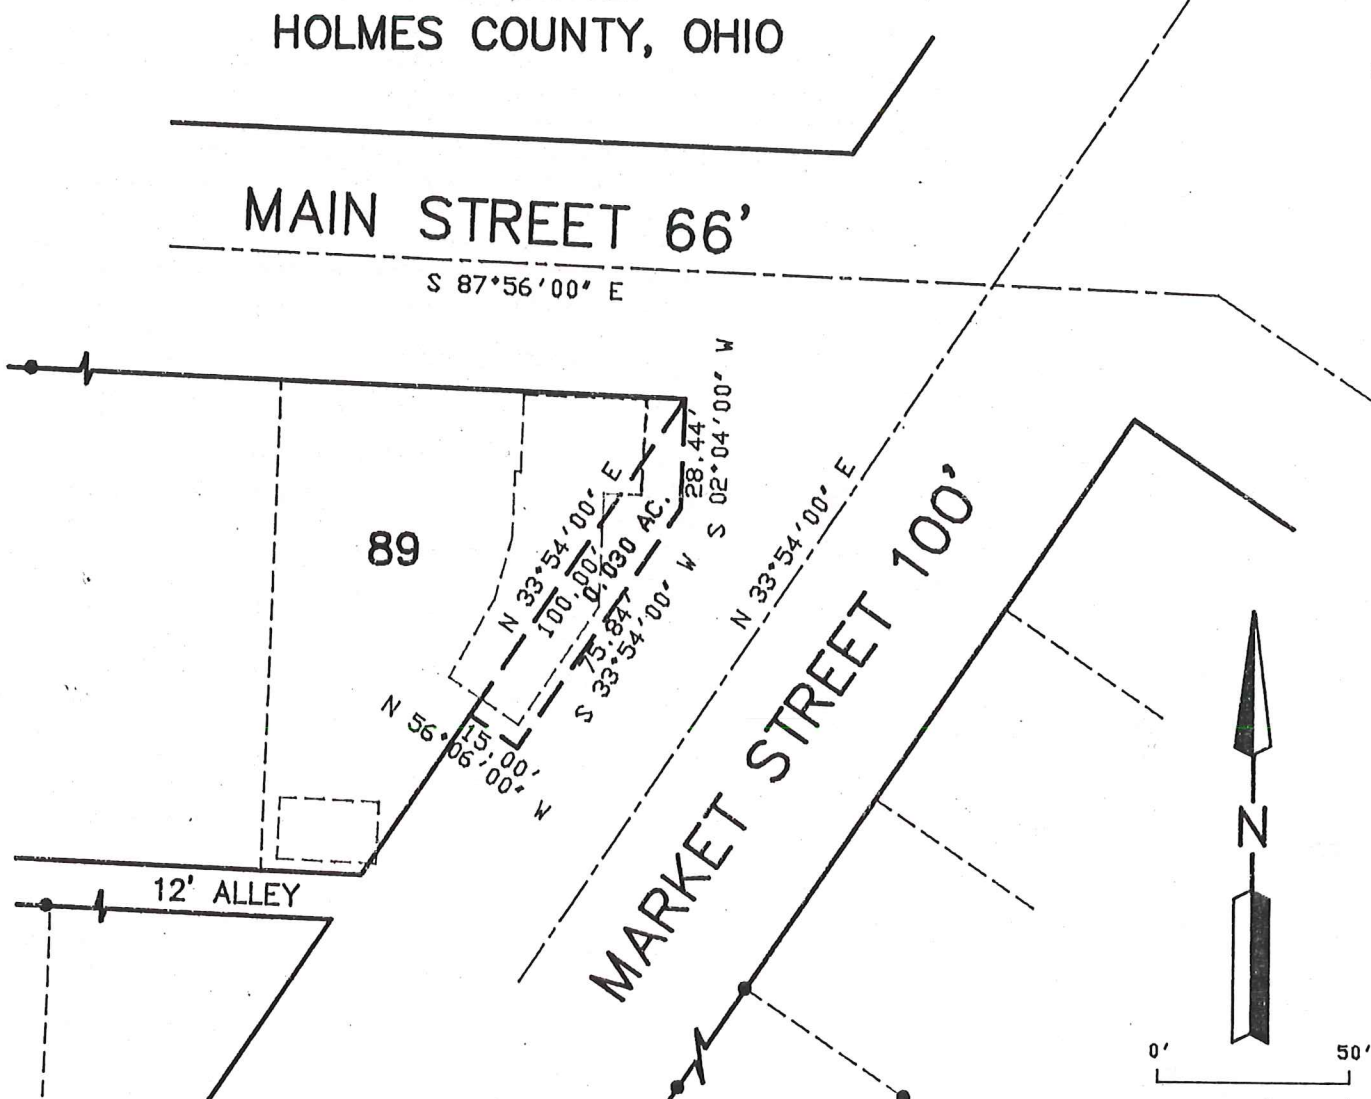 HOLMES COUNTY, OHIO
MAIN STREET 66'
S 87°56'00" E
28.44'
S 02°04'00" W
89
N 33°54'00" E
100.00'
0.030 AC.
75.84'
S 33°54'00" W
N 33°54'00" E
MARKET STREET 100'
15.00'
N 56°06'00" W
12' ALLEY
N
0' 50'